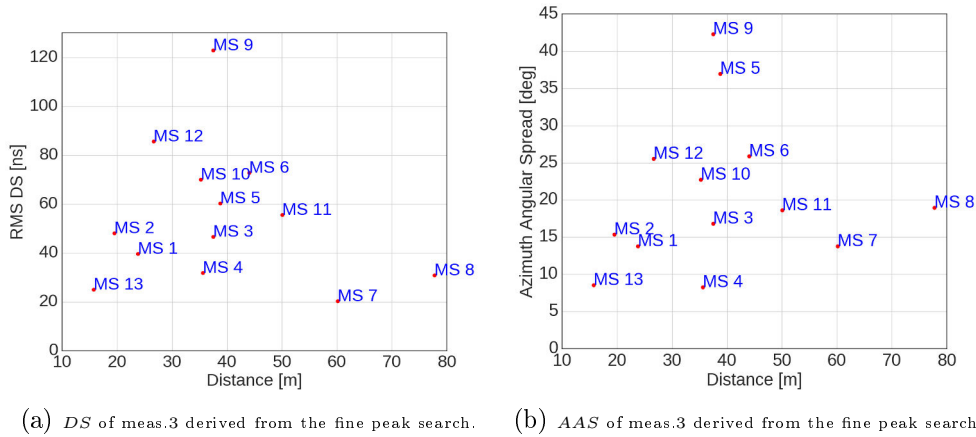 RMS DS [ns]
120
100
80
60
40
20
0
MS 9
MS 12
MS 10
MS 6
MS 5
MS 11
MS 2
MS 3
MS 1
MS 4
MS 8
MS 13
MS 7
10 20 30 40 50 60 70 80
Distance [m]
(a) DS of meas.3 derived from the fine peak search.
Azimuth Angular Spread [deg]
45
40
35
30
25
20
15
10
5
0
MS 9
MS 5
MS 12
MS 6
MS 10
MS 8
MS 11
MS 3
MS 2
MS 1
MS 7
MS 13
MS 4
10 20 30 40 50 60 70 80
Distance [m]
(b) AAS of meas.3 derived from the fine peak search